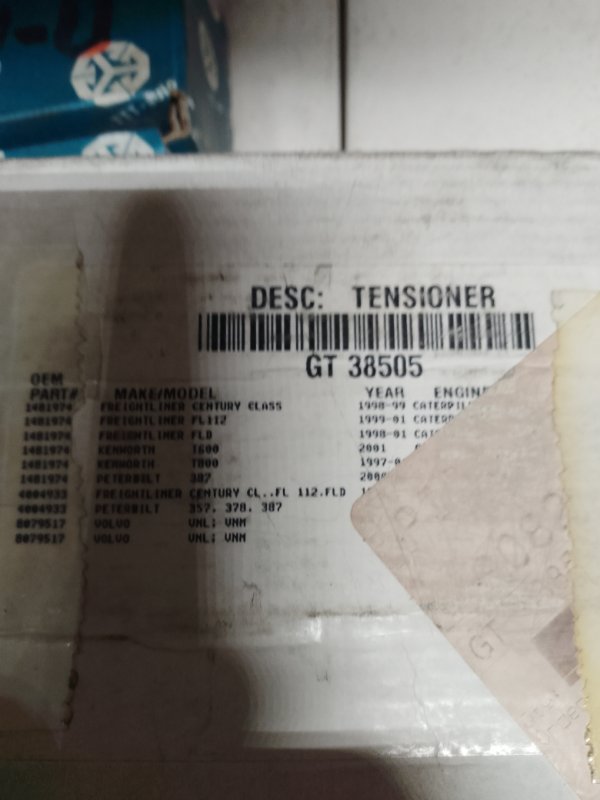 DESC: TENSIONER
GT 38505
OEM
PART# MAKE/MODEL YEAR ENGINE
1481974 FREIGHTLINER CENTURY CLASS 1998-99
1481974 FREIGHTLINER FL112 1999-01
1481974 FREIGHTLINER FLD 1998-01
1481974 KENWORTH T600 2001
1481974 KENWORTH T800
1481974 PETERBILT 387
4004933 FREIGHTLINER CENTURY CL..FL 112.FLD
4004933 PETERBILT 357. 378. 387
8079517 VOLVO VNL; VNM
8079517 VOLVO VNL; VNM
GT